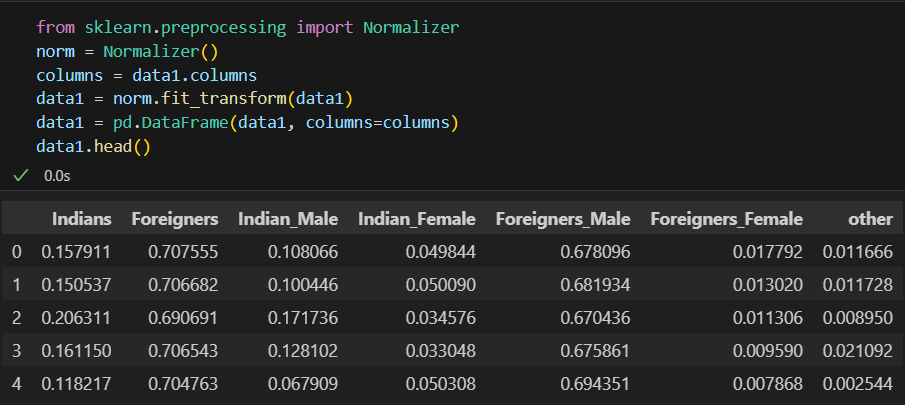 from sklearn.preprocessing import Normalizer
norm = Normalizer()
columns = data1.columns
data1 = norm.fit_transform(data1)
data1 = pd.DataFrame(data1, columns=columns)
data1.head()
✓ 0.0s
Indians Foreigners Indian_Male Indian_Female Foreigners_Male Foreigners_Female other
0 0.157911 0.707555 0.108066 0.049844 0.678096 0.017792 0.011666
1 0.150537 0.706682 0.100446 0.050090 0.681934 0.013020 0.011728
2 0.206311 0.690691 0.171736 0.034576 0.670436 0.011306 0.008950
3 0.161150 0.706543 0.128102 0.033048 0.675861 0.009590 0.021092
4 0.118217 0.704763 0.067909 0.050308 0.694351 0.007868 0.002544